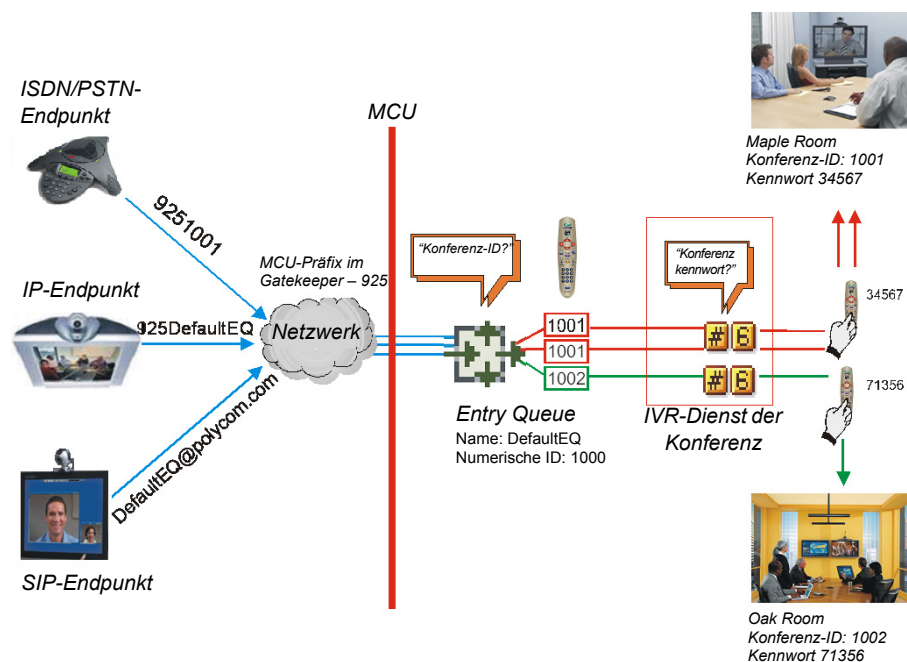 ISDN/PSTN-
Endpunkt
9251001
IP-Endpunkt
925DefaultEQ
DefaultEQ@polycom.com
SIP-Endpunkt
MCU-Präfix im
Gatekeeper – 925
Netzwerk
MCU
"Konferenz-ID?"
Entry Queue
Name: DefaultEQ
Numerische ID: 1000
1001
1001
1002
"Konferenz
kennwort?"
# 6
# 6
IVR-Dienst der
Konferenz
Maple Room
Konferenz-ID: 1001
Kennwort 34567
34567
71356
Oak Room
Konferenz-ID: 1002
Kennwort 71356